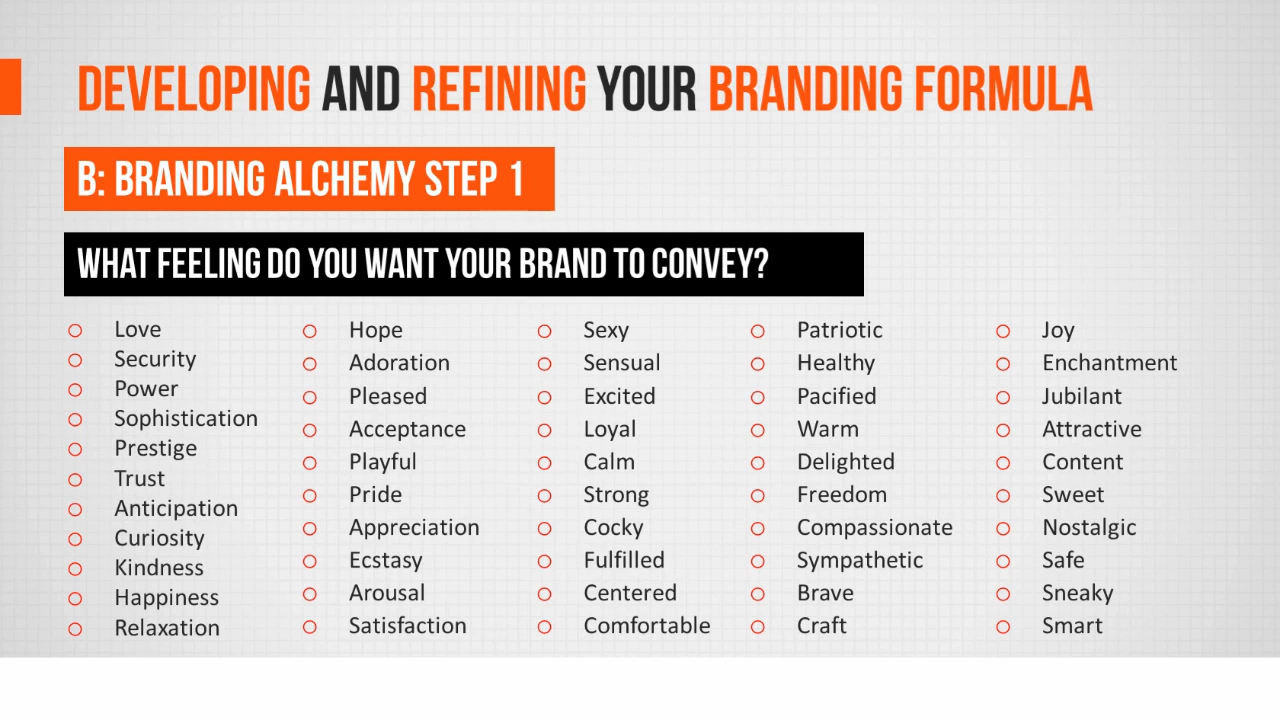 DEVELOPING AND REFINING YOUR BRANDING FORMULA
B: BRANDING ALCHEMY STEP 1
WHAT FEELING DO YOU WANT YOUR BRAND TO CONVEY?
Love
Security
Power
Sophistication
Prestige
Trust
Anticipation
Curiosity
Kindness
Happiness
Relaxation
Hope
Adoration
Pleased
Acceptance
Playful
Pride
Appreciation
Ecstasy
Arousal
Satisfaction
Sexy
Sensual
Excited
Loyal
Calm
Strong
Cocky
Fulfilled
Centered
Comfortable
Patriotic
Healthy
Pacified
Warm
Delighted
Freedom
Compassionate
Sympathetic
Brave
Craft
Joy
Enchantment
Jubilant
Attractive
Content
Sweet
Nostalgic
Safe
Sneaky
Smart